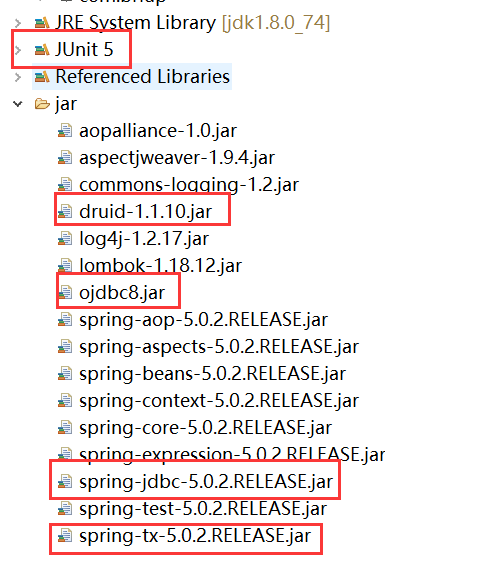 JRE System Library [jdk1.8.0_74]
JUnit 5
Referenced Libraries
jar
aopalliance-1.0.jar
aspectjweaver-1.9.4.jar
commons-logging-1.2.jar
druid-1.1.10.jar
log4j-1.2.17.jar
lombok-1.18.12.jar
ojdbc8.jar
spring-aop-5.0.2.RELEASE.jar
spring-aspects-5.0.2.RELEASE.jar
spring-beans-5.0.2.RELEASE.jar
spring-context-5.0.2.RELEASE.jar
spring-core-5.0.2.RELEASE.jar
spring-expression-5.0.2.RELEASE.jar
spring-jdbc-5.0.2.RELEASE.jar
spring-test-5.0.2.RELEASE.jar
spring-tx-5.0.2.RELEASE.jar